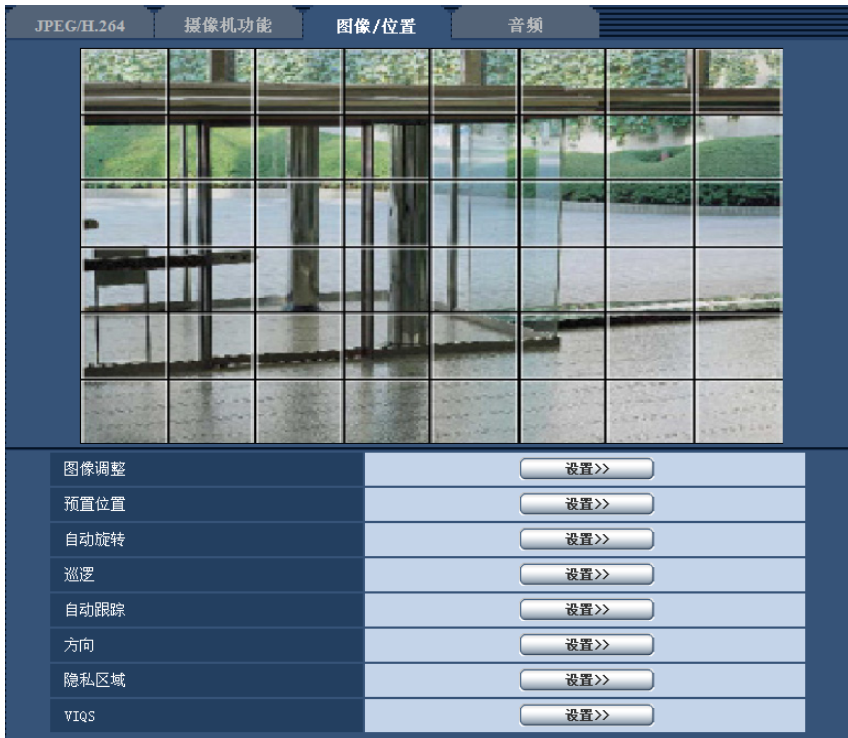 JPEG/H.264 摄像机功能 图像/位置 音频
图像调整 设置>>
预置位置 设置>>
自动旋转 设置>>
巡逻 设置>>
自动跟踪 设置>>
方向 设置>>
隐私区域 设置>>
VIQS 设置>>